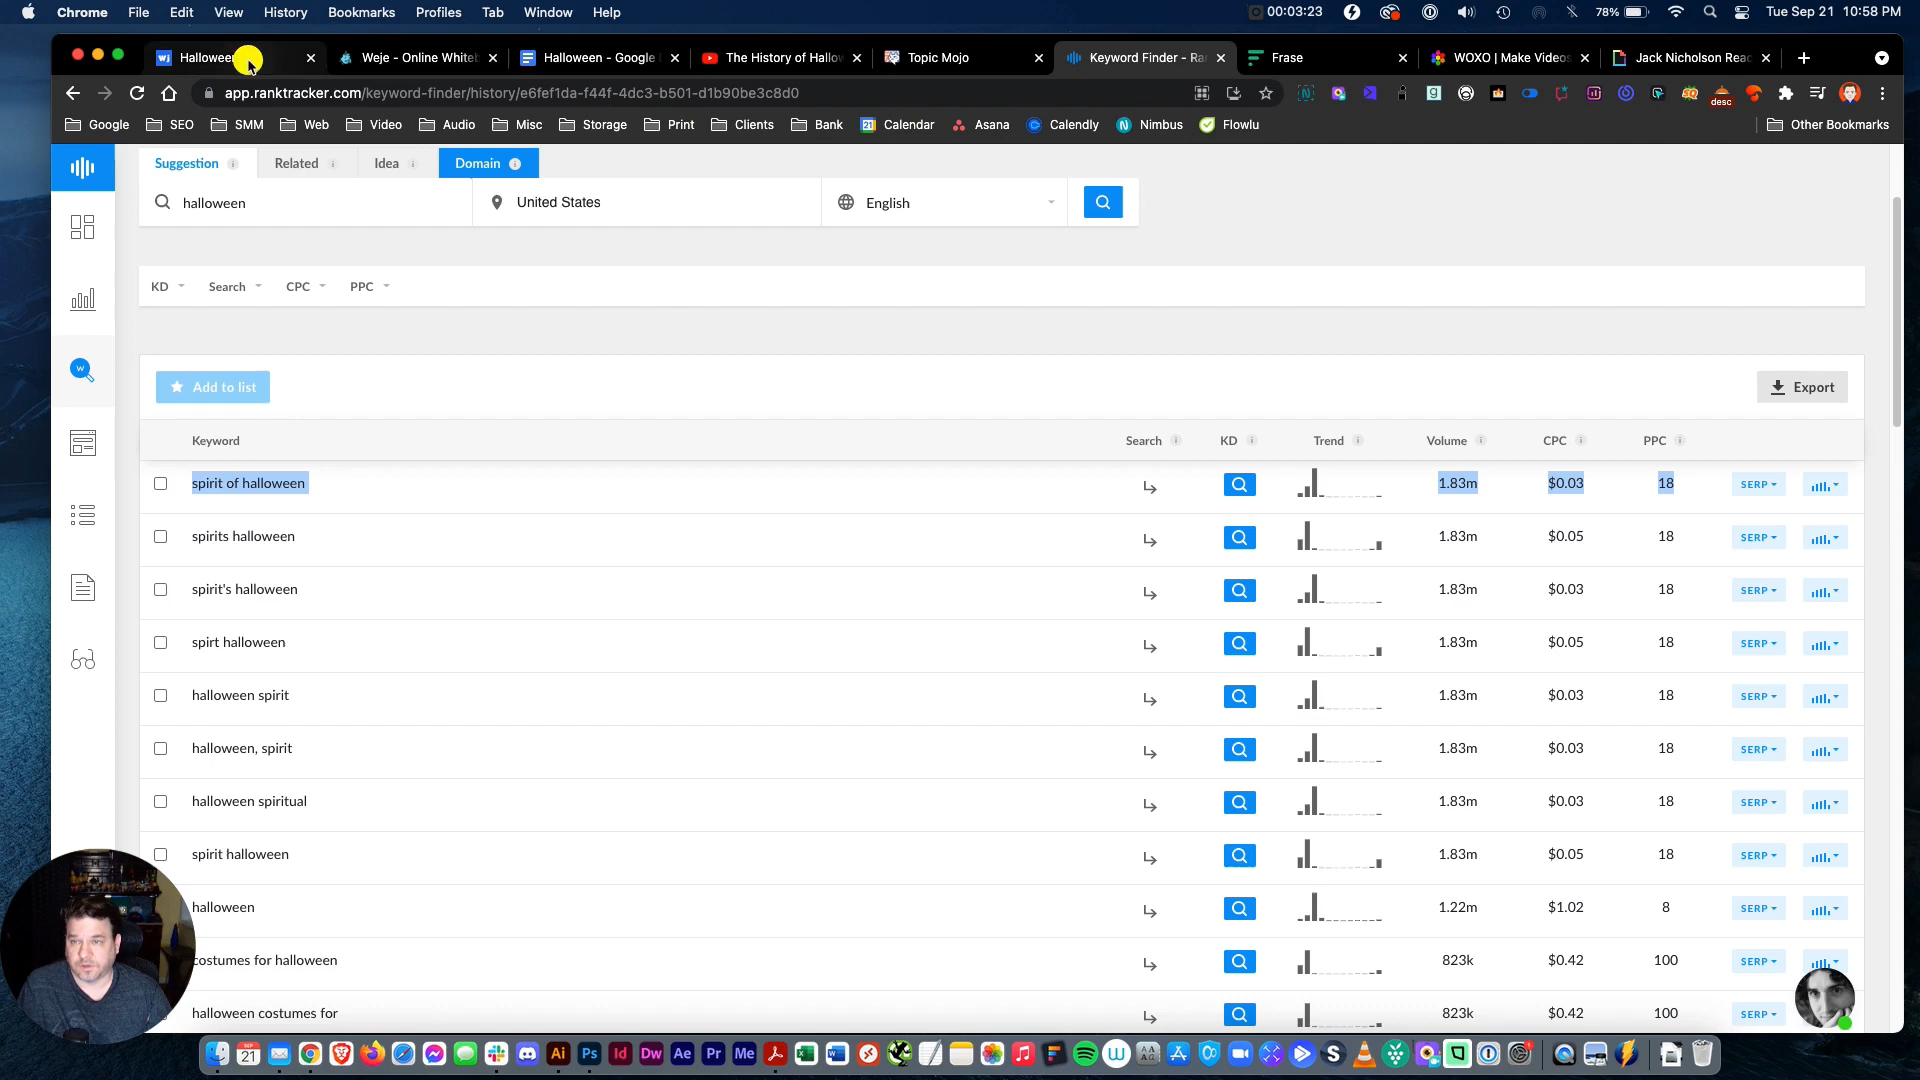 Chrome File Edit View History Bookmarks Profiles Tab Window Help 00:03:23 78% Tue Sep 21 10:58 PM
Hallowee Weje - Online Whiteb Halloween - Google The History of Hallow Topic Mojo Keyword Finder - Ra Frase WOXO | Make Videos Jack Nicholson Reac
app.ranktracker.com/keyword-finder/history/e6fef1da-f44f-4dc3-b501-d1b90be3c8d0
Google SEO SMM Web Video Audio Misc Storage Print Clients Bank Calendar Asana Calendly Nimbus Flowlu Other Bookmarks
Suggestion Related Idea Domain
halloween United States English
KD Search CPC PPC
Add to list Export
Keyword Search KD Trend Volume CPC PPC
spirit of halloween 1.83m $0.03 18 SERP
spirits halloween 1.83m $0.05 18 SERP
spirit's halloween 1.83m $0.03 18 SERP
spirt halloween 1.83m $0.05 18 SERP
halloween spirit 1.83m $0.03 18 SERP
halloween, spirit 1.83m $0.03 18 SERP
halloween spiritual 1.83m $0.03 18 SERP
spirit halloween 1.83m $0.05 18 SERP
halloween 1.22m $1.02 8 SERP
costumes for halloween 823k $0.42 100 SERP
halloween costumes for 823k $0.42 100 SERP